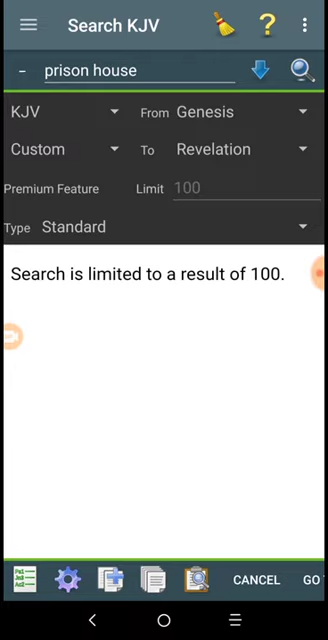 Search KJV
?
- prison house
KJV From Genesis
Custom To Revelation
Premium Feature Limit 100
Type Standard
Search is limited to a result of 100.
CANCEL GO